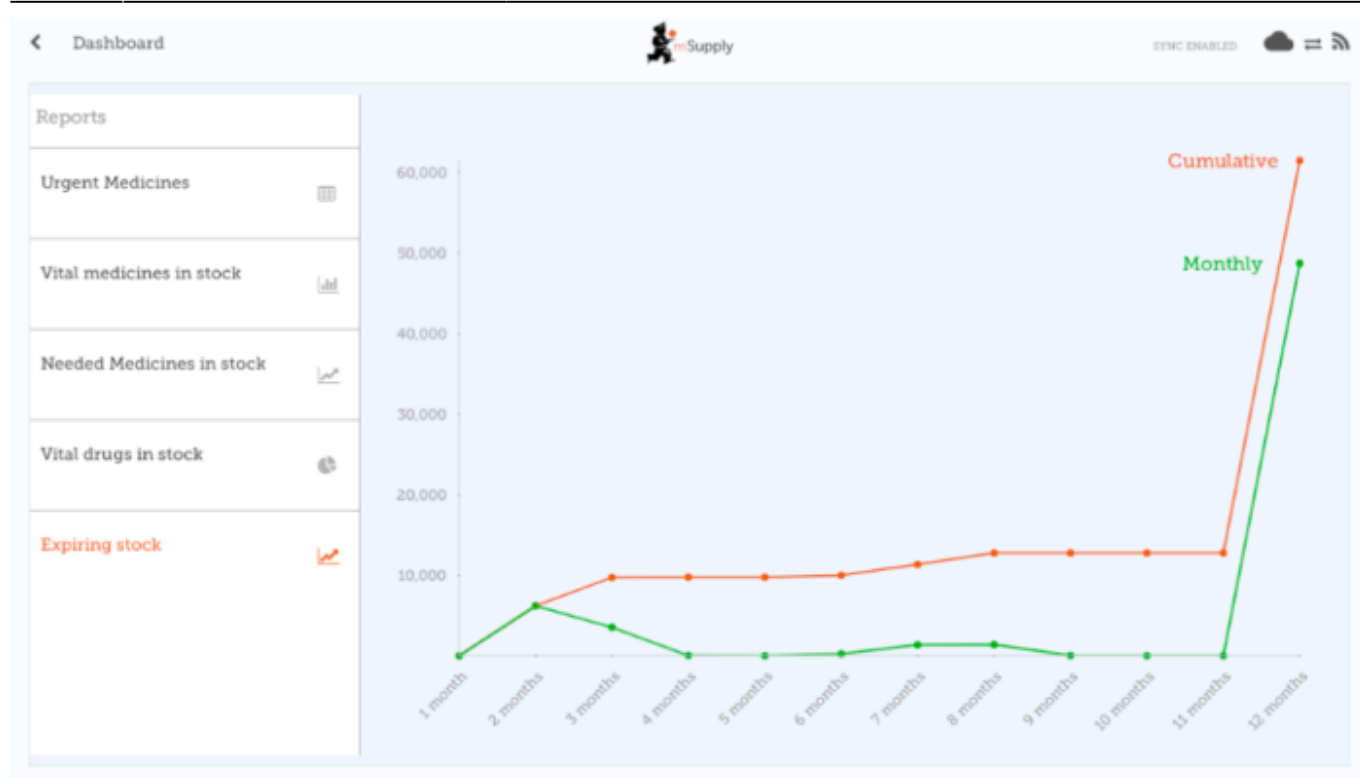 Dashboard
mSupply
SYNC ENABLED
Reports
Urgent Medicines
Vital medicines in stock
Needed Medicines in stock
Vital drugs in stock
Expiring stock
Cumulative
Monthly
60,000
50,000
40,000
30,000
20,000
10,000
1 month
2 months
3 months
4 months
5 months
6 months
7 months
8 months
9 months
10 months
11 months
12 months